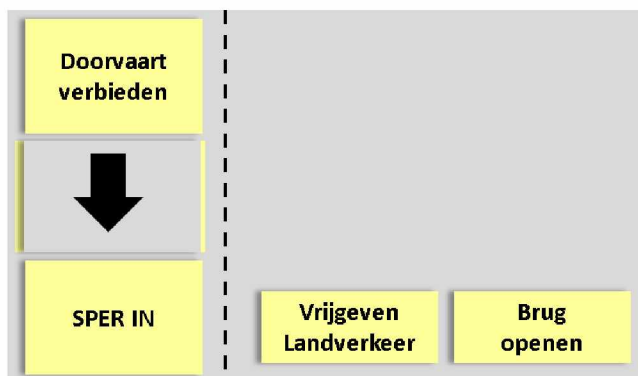 Doorvaart
verbieden
SPER IN
Vrijgeven
Landverkeer
Brug
openen